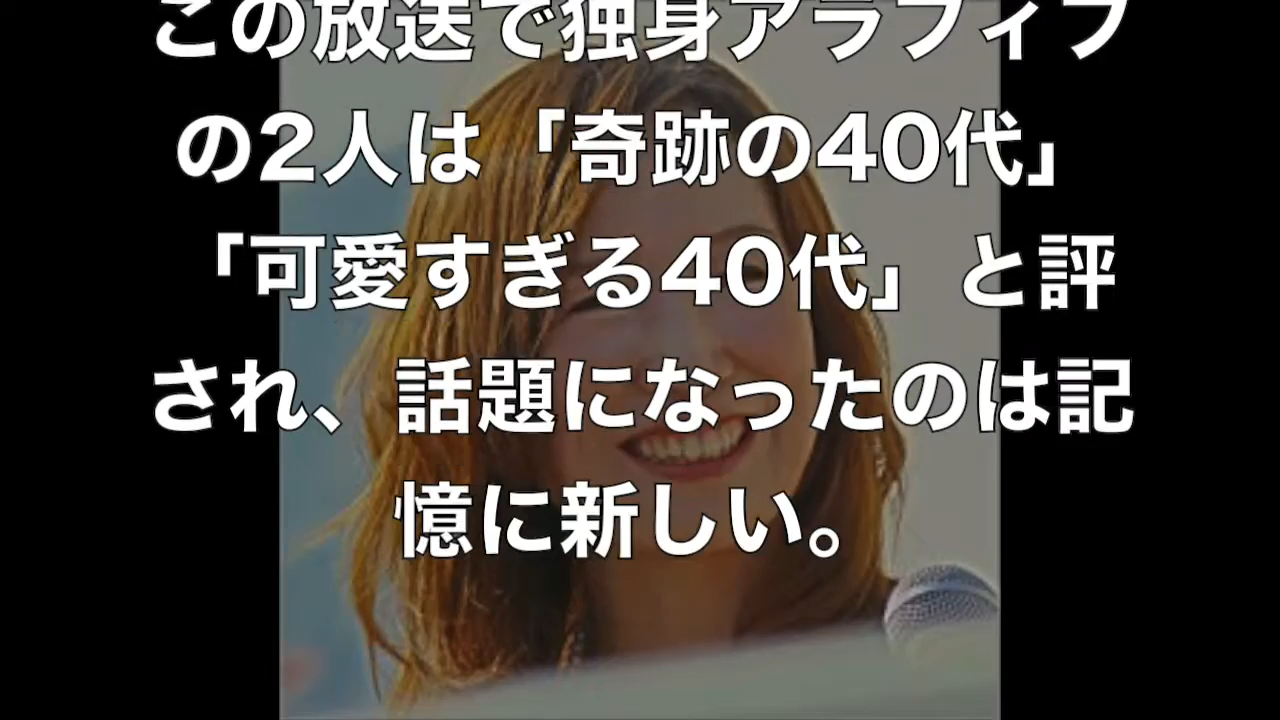 この放送で独身アラフィフ
の2人は「奇跡の40代」
「可愛すぎる40代」と評
され、話題になったのは記
憶に新しい。